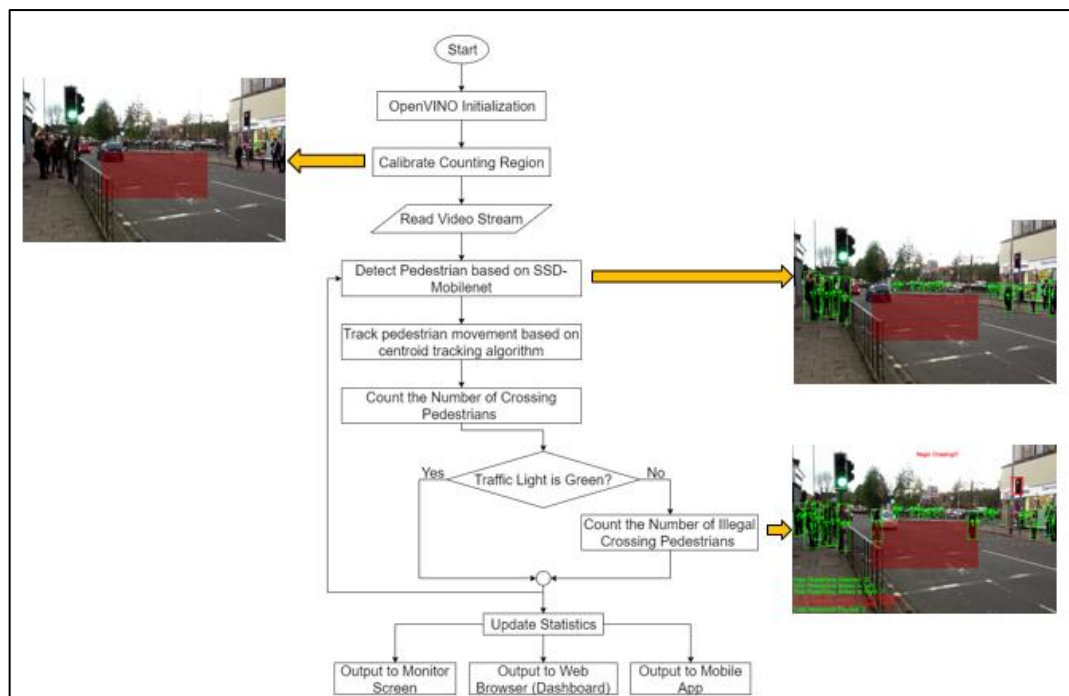 Start
OpenVINO Initialization
Calibrate Counting Region
Read Video Stream
Detect Pedestrian based on SSD-
Mobilenet
Track pedestrian movement based on
centroid tracking algorithm
Count the Number of Crossing
Pedestrians
Yes
Traffic Light is Green?
No
Count the Number of Illegal
Crossing Pedestrians
Update Statistics
Output to Monitor
Screen
Output to Web
Browser (Dashboard)
Output to Mobile
App